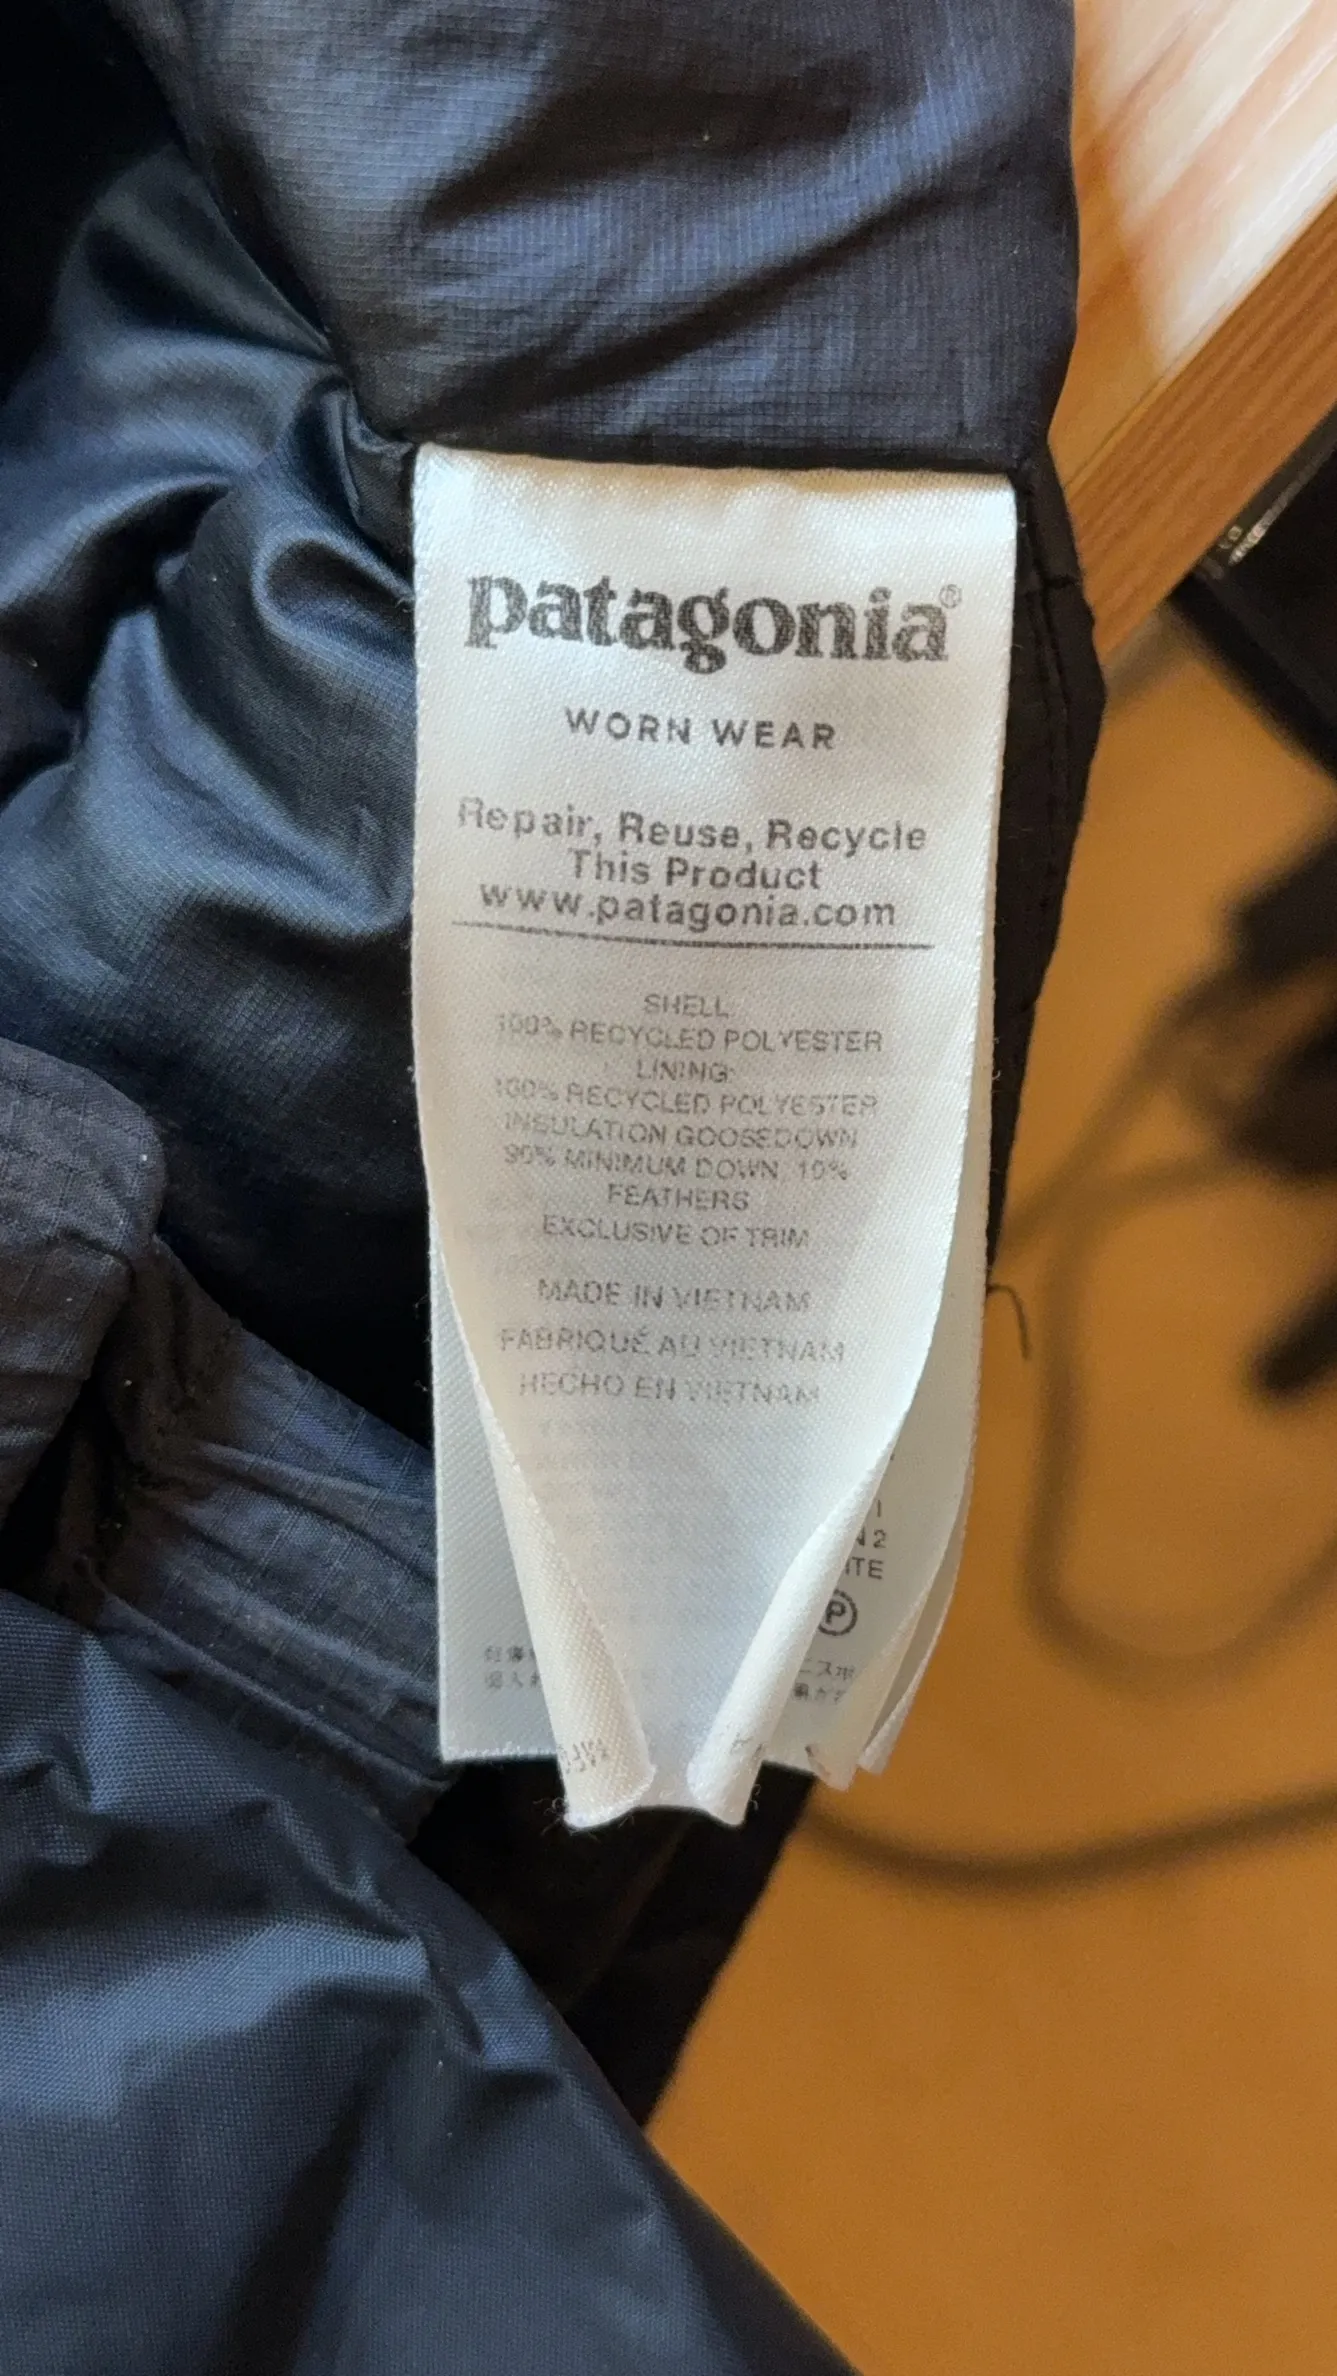 patagonia®
WORN WEAR
Repair, Reuse, Recycle
This Product
www.patagonia.com
SHELL
100% RECYCLED POLYESTER
LINING:
100% RECYCLED POLYESTER
INSULATION GOOSEDOWN
90% MINIMUM DOWN, 10%
FEATHERS
EXCLUSIVE OF TRIM
MADE IN VIETNAM
FABRIQUÉ AU VIETNAM
HECHO EN VIETNAM
N 2
ITE
P